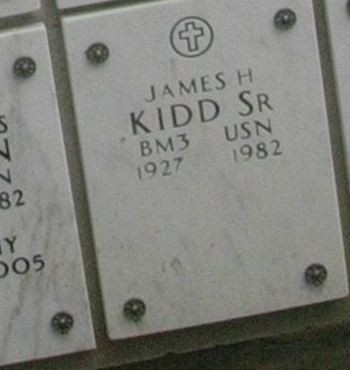 JAMES H
KIDD SR
BM3 USN
1927 1982